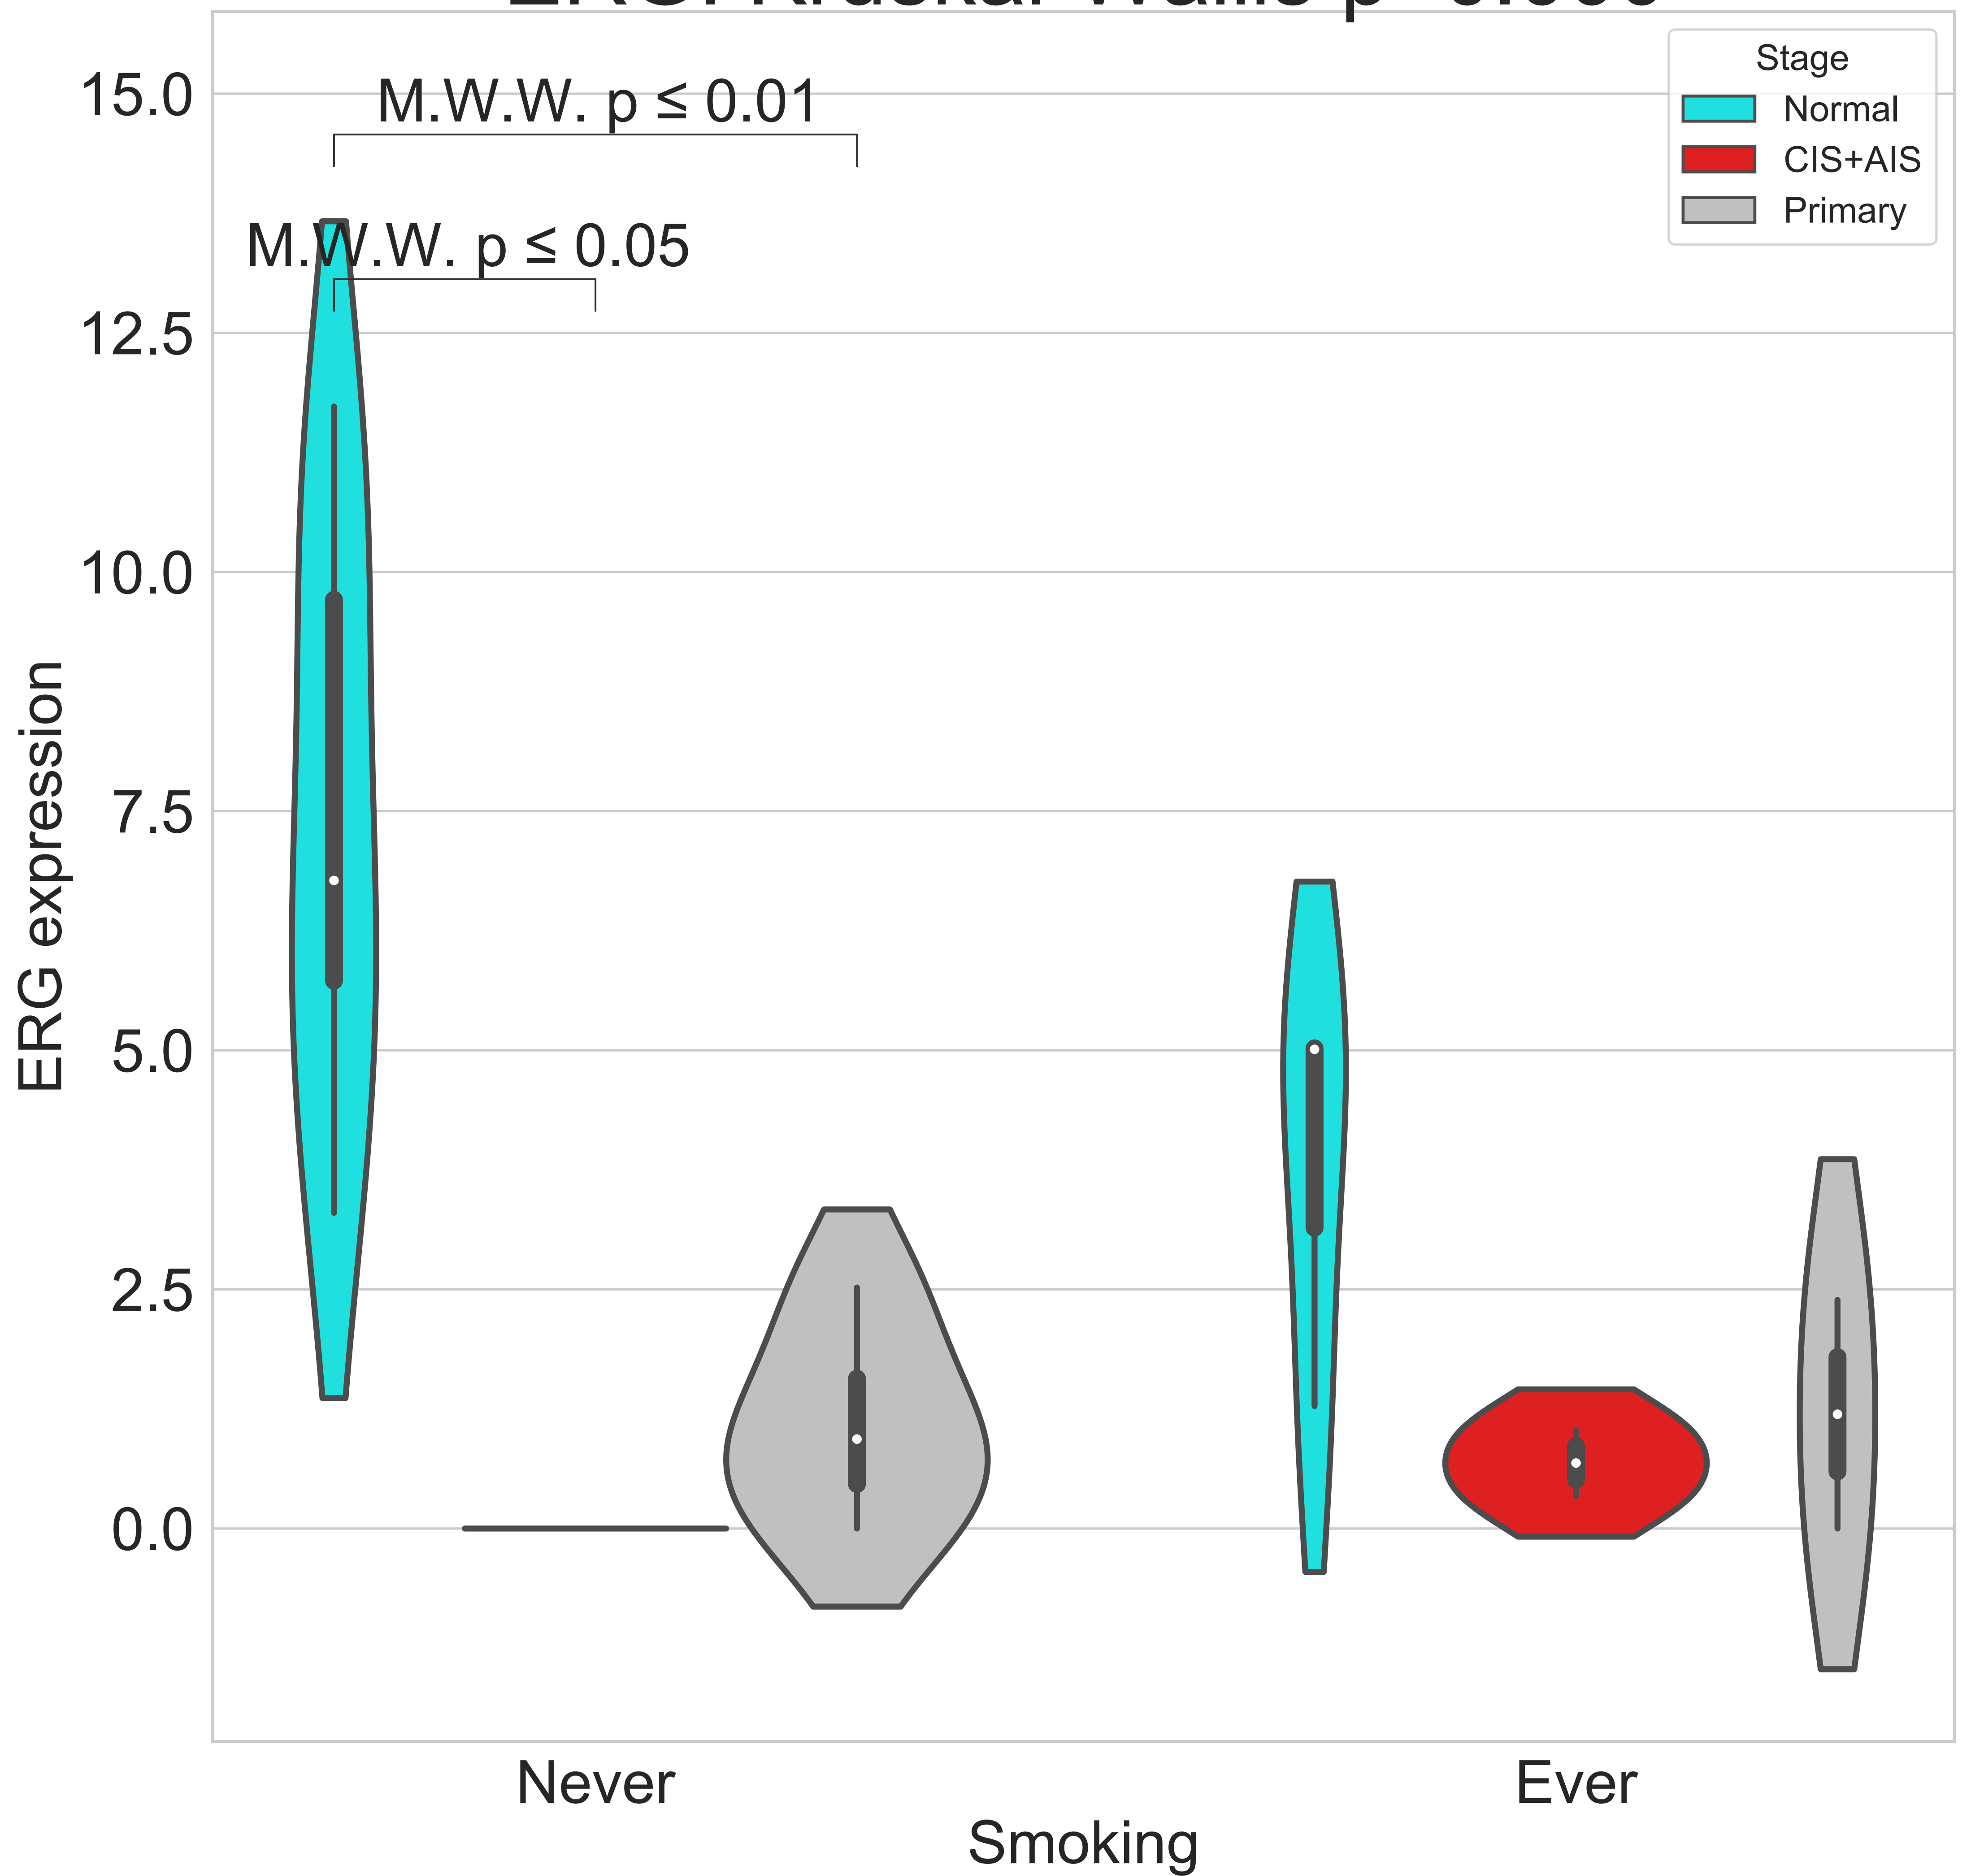 Stage
Normal
CIS+AIS
Primary
M.W.W. p ≤ 0.01
M.W.W. p ≤ 0.05
15.0
12.5
10.0
7.5
5.0
2.5
0.0
ERG expression
Never
Ever
Smoking